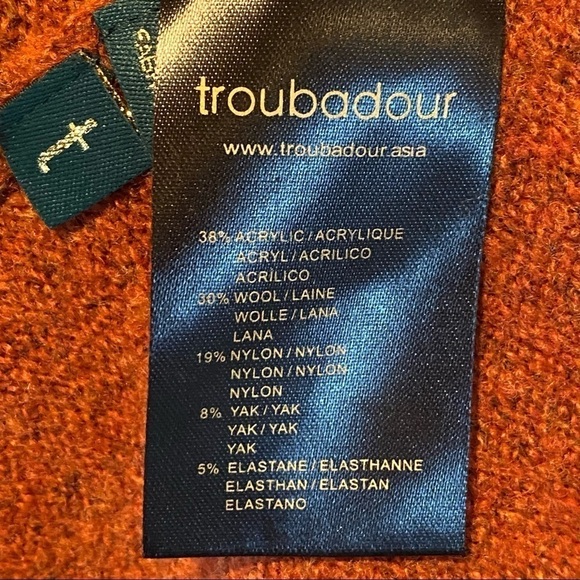 troubadour
www.troubadour.asia
38% ACRYLIC / ACRYLIQUE
ACRYL / ACRILICO
ACRÍLICO
30% WOOL / LAINE
WOLLE / LANA
LANA
19% NYLON / NYLON
NYLON / NYLON
NYLON
8% YAK / YAK
YAK / YAK
YAK
5% ELASTANE / ELASTHANNE
ELASTHAN / ELASTAN
ELASTANO
t